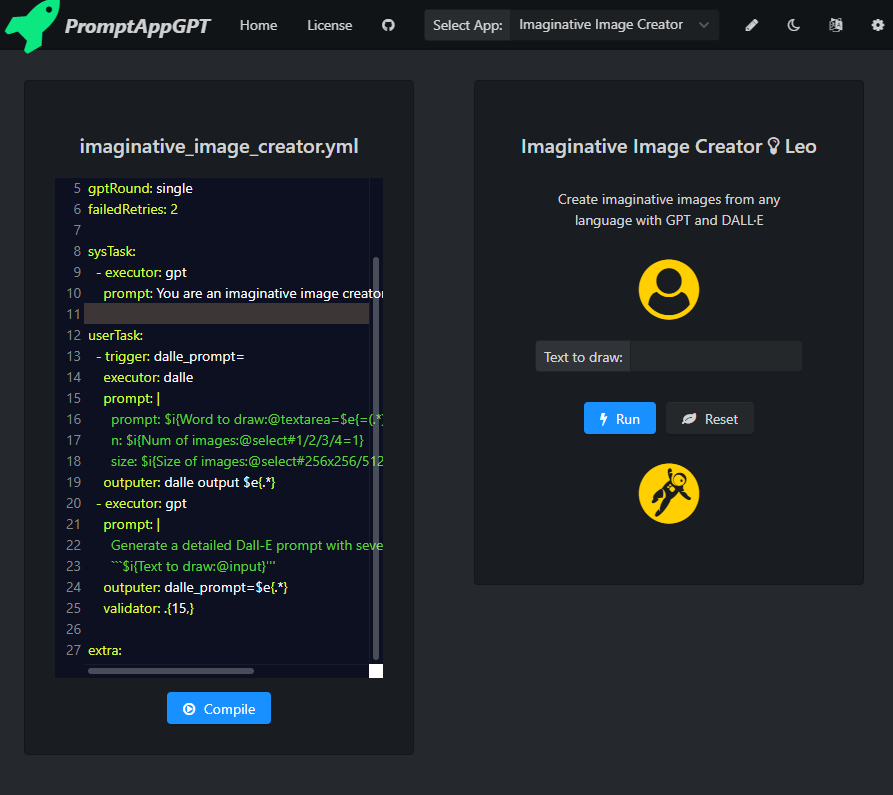 PromptAppGPT Home License Select App: Imaginative Image Creator
imaginative_image_creator.yml
5 gptRound: single
6 failedRetries: 2
7
8 sysTask:
9 - executor: gpt
10 prompt: You are an imaginative image creator
11
12 userTask:
13 - trigger: dalle_prompt=
14 executor: dalle
15 prompt: |
16 prompt: $i{Word to draw:@textarea=$e{=(.*)
17 n: $i{Num of images:@select#1/2/3/4=1}
18 size: $i{Size of images:@select#256x256/512
19 outputer: dalle output $e{.*}
20 - executor: gpt
21 prompt: |
22 Generate a detailed Dall-E prompt with seve
23 ```$i{Text to draw:@input}'''
24 outputer: dalle_prompt=$e{.*}
25 validator: .{15,}
26
27 extra:
Compile
Imaginative Image Creator Leo
Create imaginative images from any
language with GPT and DALL·E
Text to draw:
Run Reset